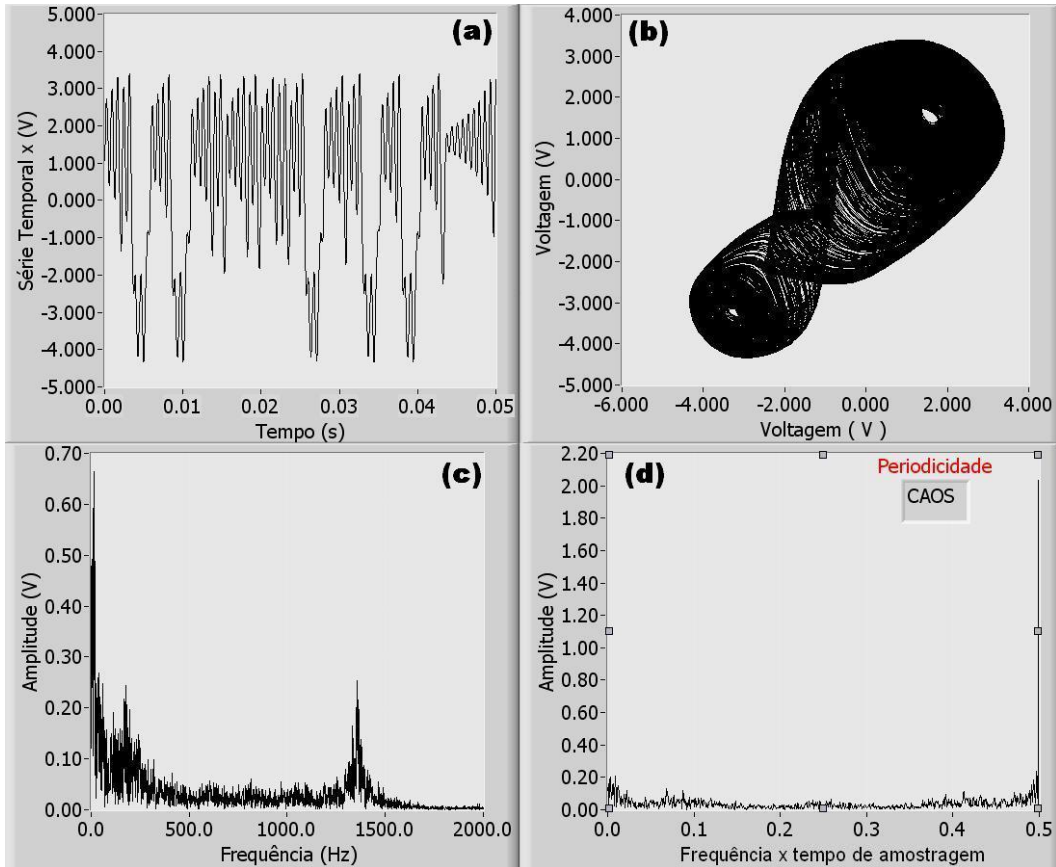 (a)
5.000
4.000
3.000
2.000
1.000
0.000
-1.000
-2.000
-3.000
-4.000
-5.000
Série Temporal x (V)
0.00 0.01 0.02 0.03 0.04 0.05
Tempo (s)
(b)
4.000
3.000
2.000
1.000
0.000
-1.000
-2.000
-3.000
-4.000
-5.000
Voltagem (V)
-6.000 -4.000 -2.000 0.000 2.000 4.000
Voltagem ( V )
(c)
0.70
0.60
0.50
0.40
0.30
0.20
0.10
0.00
Amplitude (V)
0.0 500.0 1000.0 1500.0 2000.0
Frequência (Hz)
(d)
Periodicidade
CAOS
2.20
2.00
1.80
1.60
1.40
1.20
1.00
0.80
0.60
0.40
0.20
0.00
Amplitude (V)
0.0 0.1 0.2 0.3 0.4 0.5
Frequência x tempo de amostragem